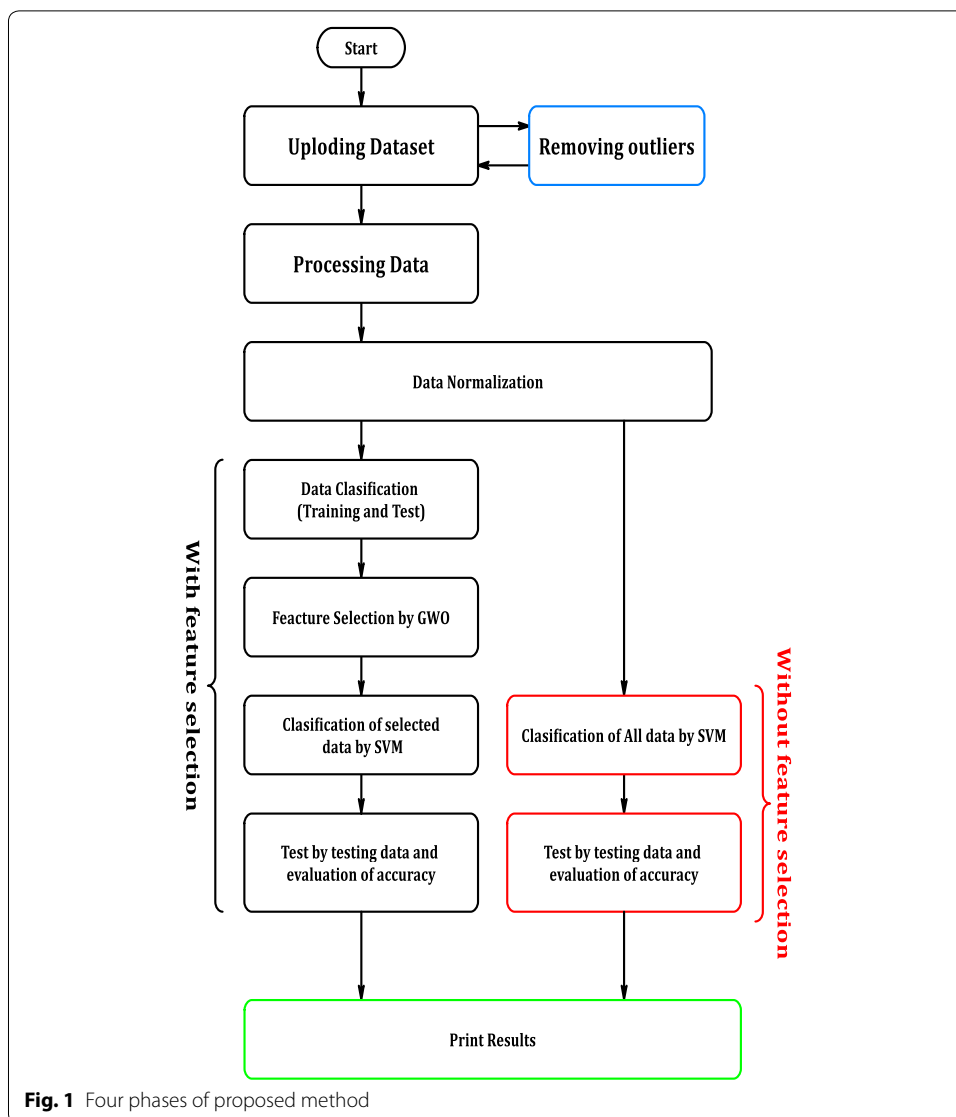 Start
Uploding Dataset
Removing outliers
Processing Data
Data Normalization
With feature selection
Data Clasification
(Training and Test)
Feacture Selection by GWO
Clasification of selected
data by SVM
Test by testing data and
evaluation of accuracy
Clasification of All data by SVM
Test by testing data and
evaluation of accuracy
Without feature selection
Print Results
Fig. 1 Four phases of proposed method